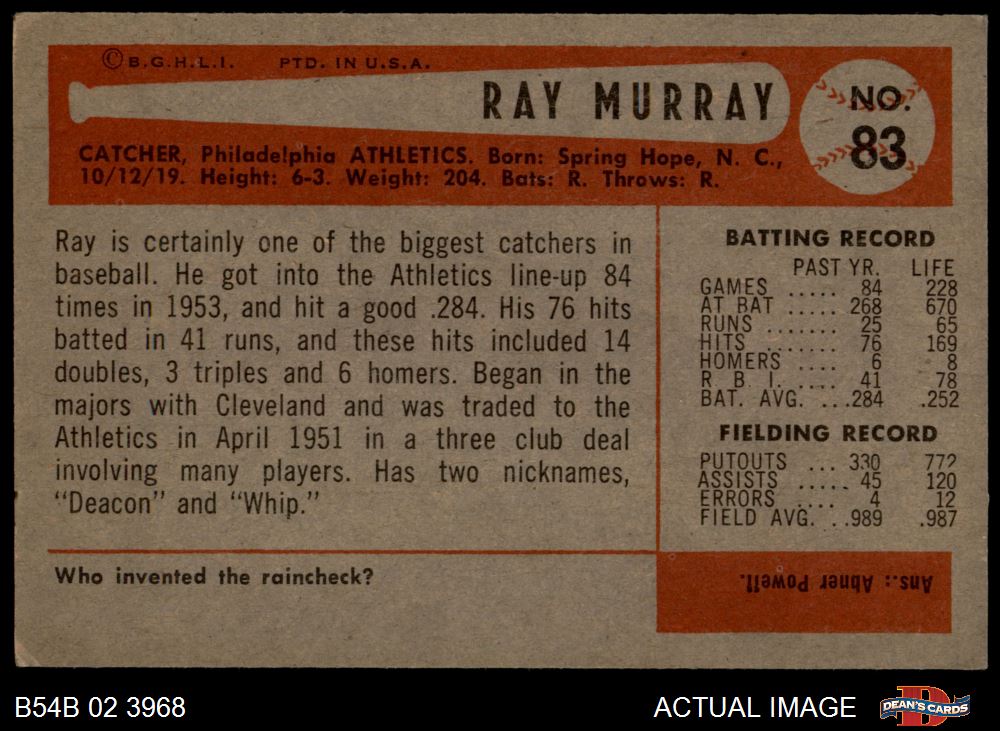 © B.G.H.L.I. PTD. IN U.S.A.
RAY MURRAY
NO. 83
CATCHER, Philadelphia ATHLETICS. Born: Spring Hope, N. C.,
10/12/19. Height: 6-3. Weight: 204. Bats: R. Throws: R.
Ray is certainly one of the biggest catchers in
baseball. He got into the Athletics line-up 84
times in 1953, and hit a good .284. His 76 hits
batted in 41 runs, and these hits included 14
doubles, 3 triples and 6 homers. Began in the
majors with Cleveland and was traded to the
Athletics in April 1951 in a three club deal
involving many players. Has two nicknames,
"Deacon" and "Whip."
BATTING RECORD
PAST YR. LIFE
GAMES ..... 84 228
AT BAT ..... 268 670
RUNS ....... 25 65
HITS ....... 76 169
HOMERS .... 6 8
R. B. I. .... 41 78
BAT. AVG. ...284 .252
FIELDING RECORD
PUTOUTS ... 330 772
ASSISTS ..... 45 120
ERRORS .... 4 12
FIELD AVG. ..989 .987
Who invented the raincheck?
Ans.: Abner Powell.
B54B 02 3968
ACTUAL IMAGE
D
DEAN'S CARDS